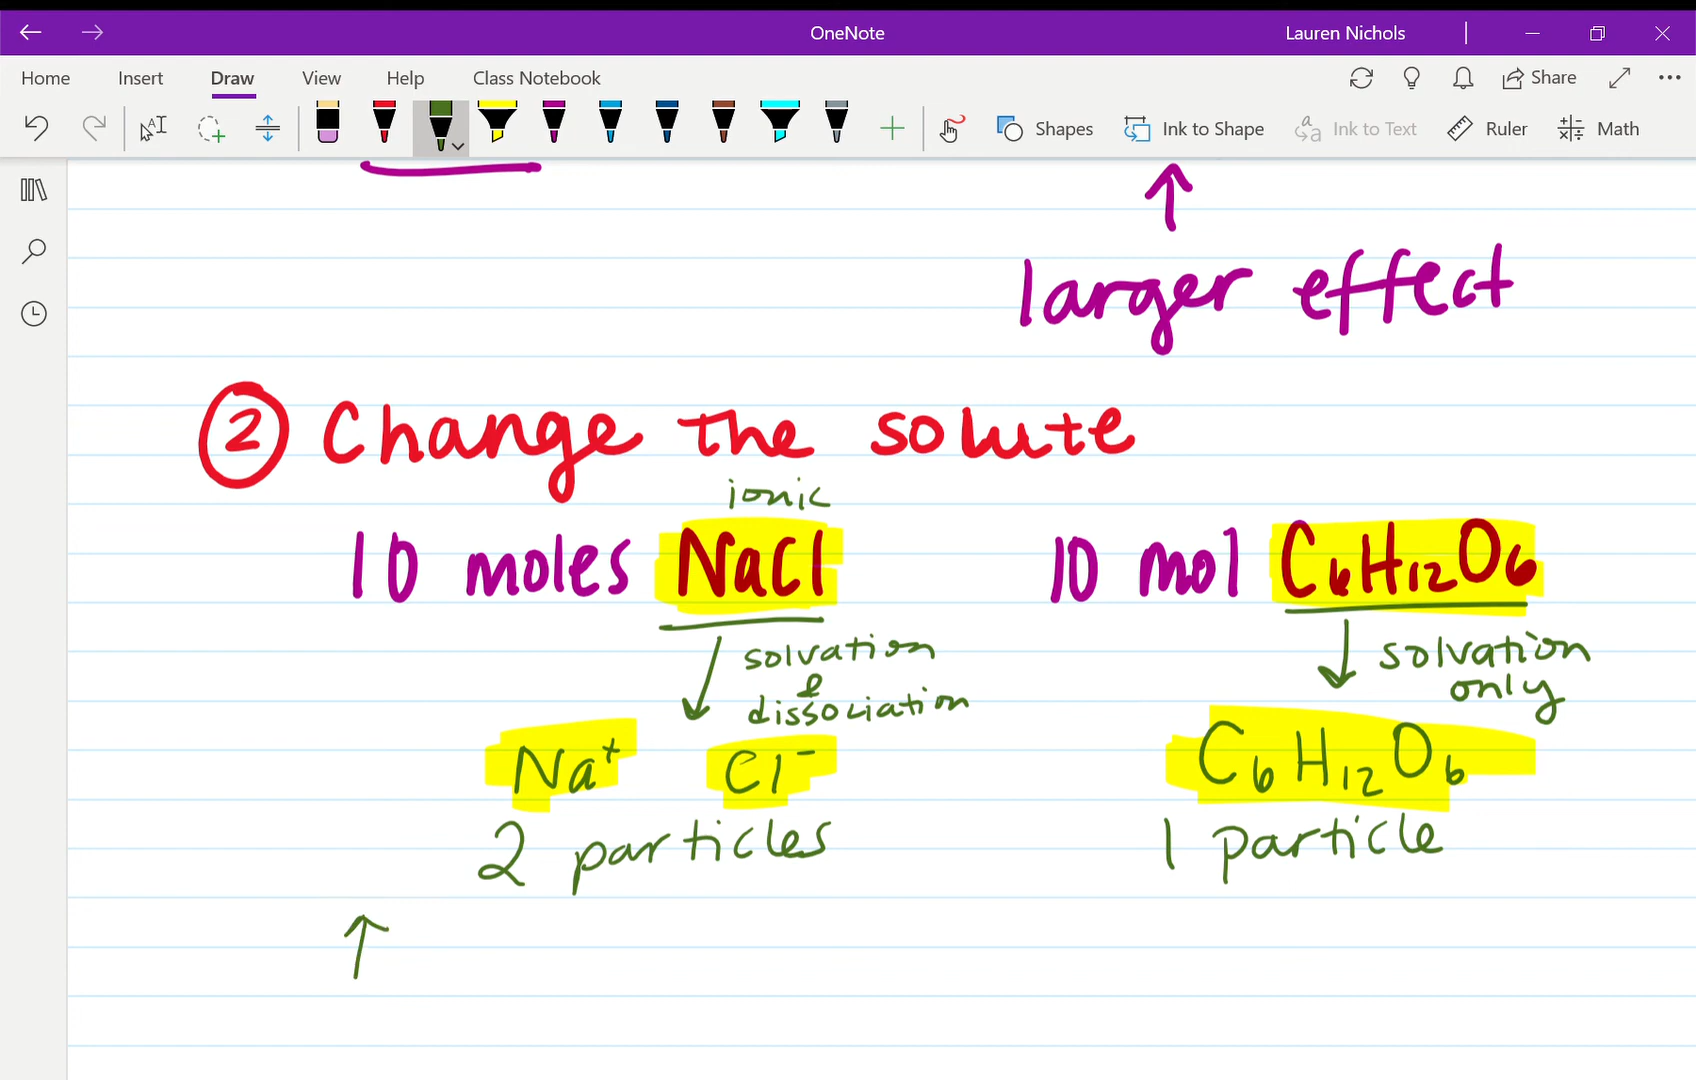 OneNote
Lauren Nichols
Home Insert Draw View Help Class Notebook
Share
Shapes Ink to Shape Ink to Text Ruler Math
↑
larger effect
② Change the solute
ionic
10 moles NaCl
10 mol C₆H₁₂O₆
↓ solvation
&
dissociation
↓ solvation
only
Na⁺ Cl⁻
C₆H₁₂O₆
2 particles
1 particle
↑